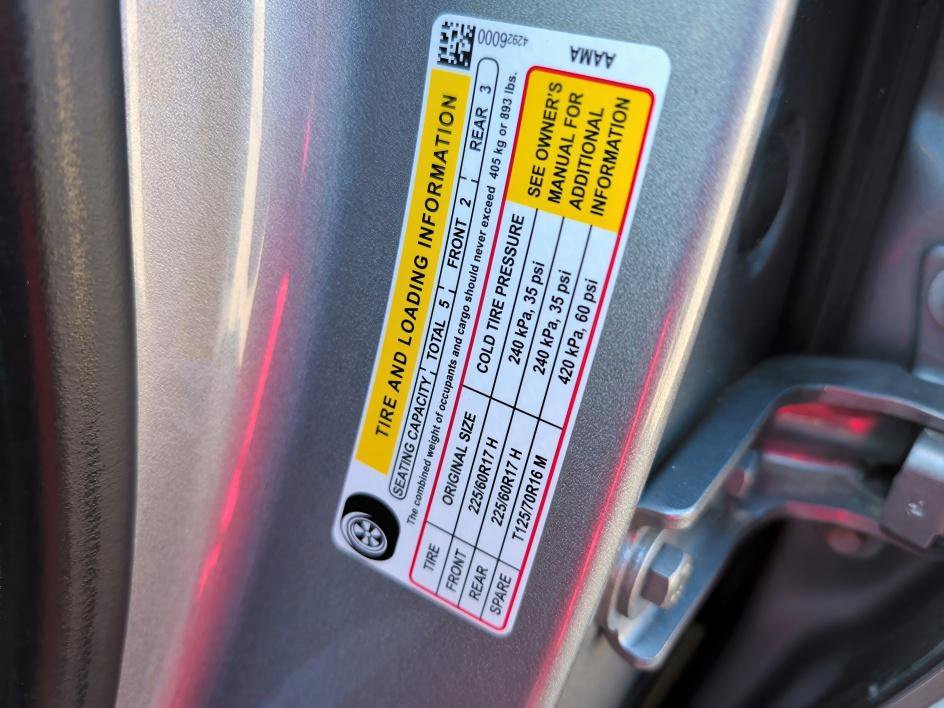 42926000
AAMA
TIRE AND LOADING INFORMATION
SEATING CAPACITY TOTAL 5 FRONT 2 REAR 3
The combined weight of occupants and cargo should never exceed 405 kg or 893 lbs.
TIRE ORIGINAL SIZE COLD TIRE PRESSURE
FRONT 225/60R17 H 240 kPa, 35 psi
REAR 225/60R17 H 240 kPa, 35 psi
SPARE T125/70R16 M 420 kPa, 60 psi
SEE OWNER'S
MANUAL FOR
ADDITIONAL
INFORMATION